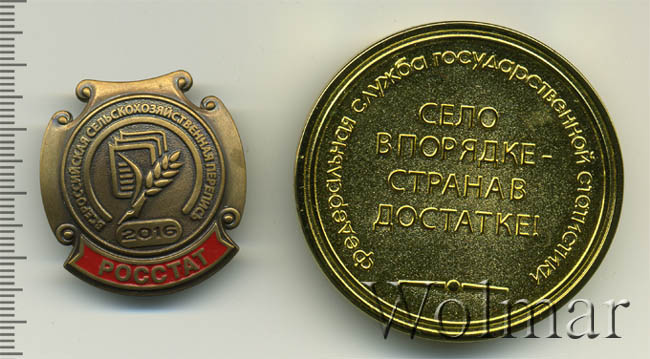 ВСЕРОССИЙСКАЯ СЕЛЬСКОХОЗЯЙСТВЕННАЯ ПЕРЕПИСЬ
2016
РОССТАТ
федеральная служба государственной статистики
СЕЛО
В ПОРЯДКЕ -
СТРАНА В
ДОСТАТКЕ!
Wolmar